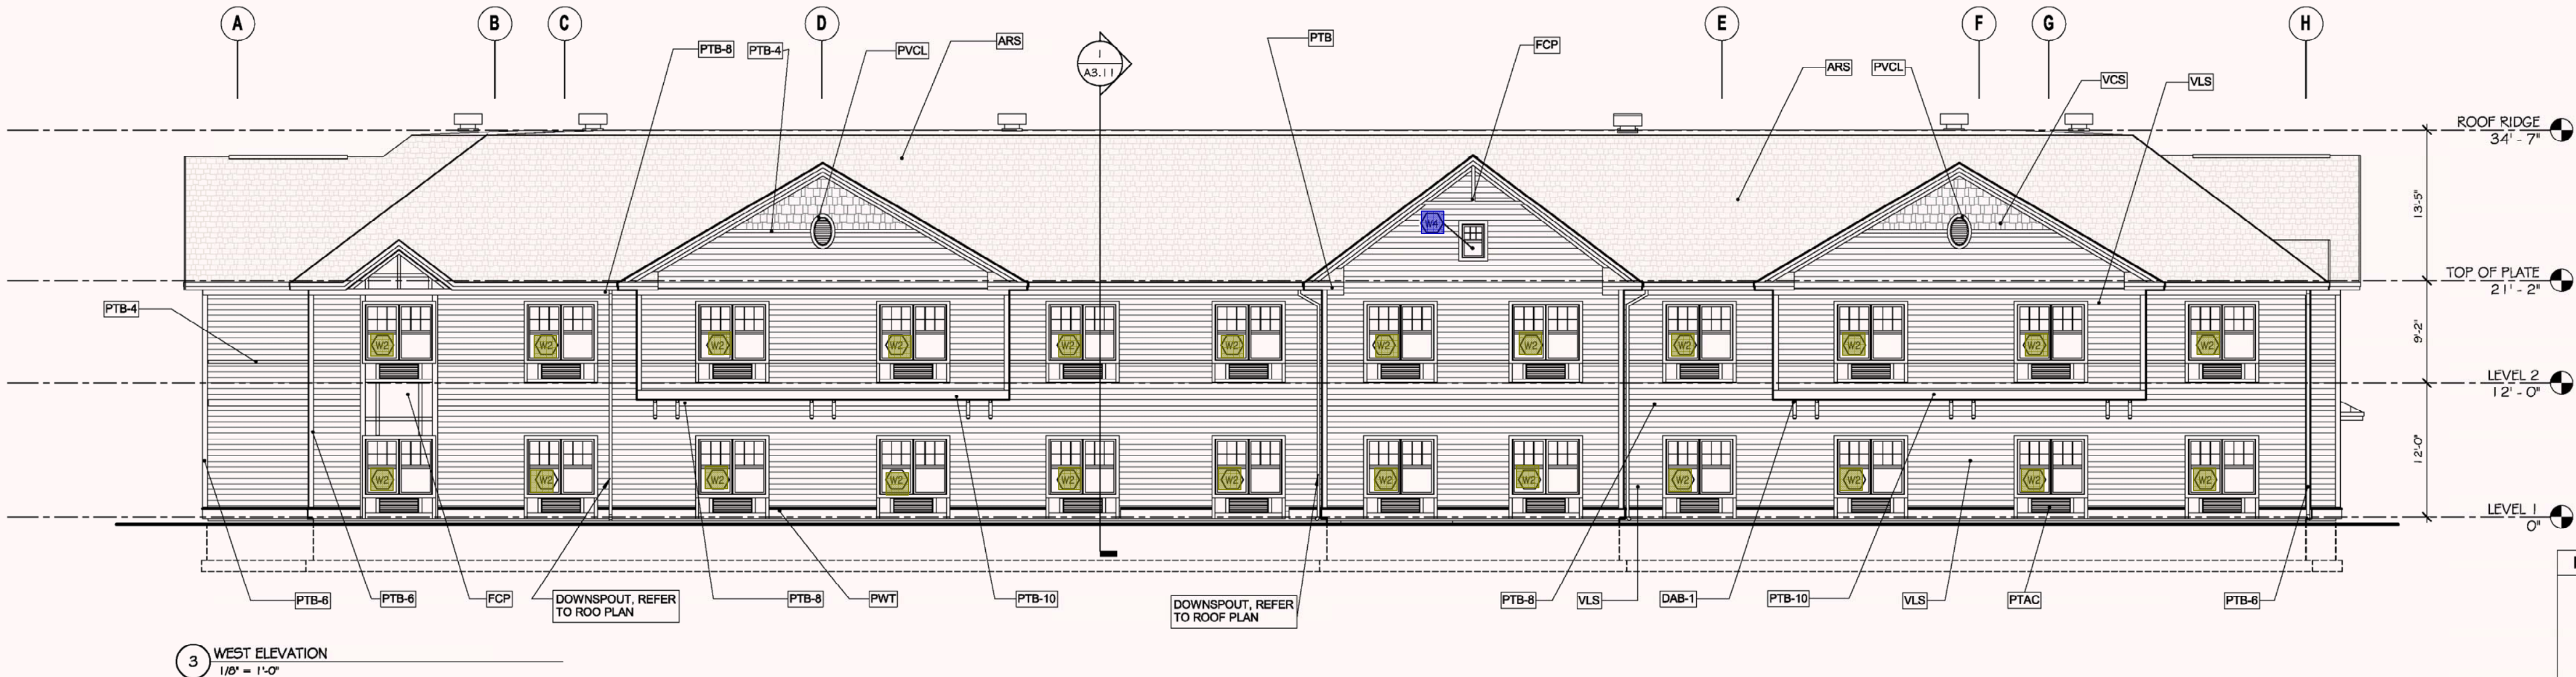 A B C D E F G H
PTB-8 PTB-4 PVCL ARS
1
A3.11
PTB FCP
ARS PVCL VCS VLS
ROOF RIDGE
34' - 7"
13'-5"
W4
TOP OF PLATE
21' - 2"
PTB-4
W2 W2 W2 W2 W2 W2 W2 W2 W2 W2 W2 W2
9'-2"
LEVEL 2
12' - 0"
12'-0"
W2 W2 W2 W2 W2 W2 W2 W2 W2 W2 W2 W2
LEVEL 1
0"
PTB-6 PTB-6 FCP
DOWNSPOUT, REFER
TO ROO PLAN
PTB-8 PWT PTB-10
DOWNSPOUT, REFER
TO ROOF PLAN
PTB-8 VLS DAB-1 PTB-10 VLS PTAC PTB-6
3 WEST ELEVATION
1/8" = 1'-0"